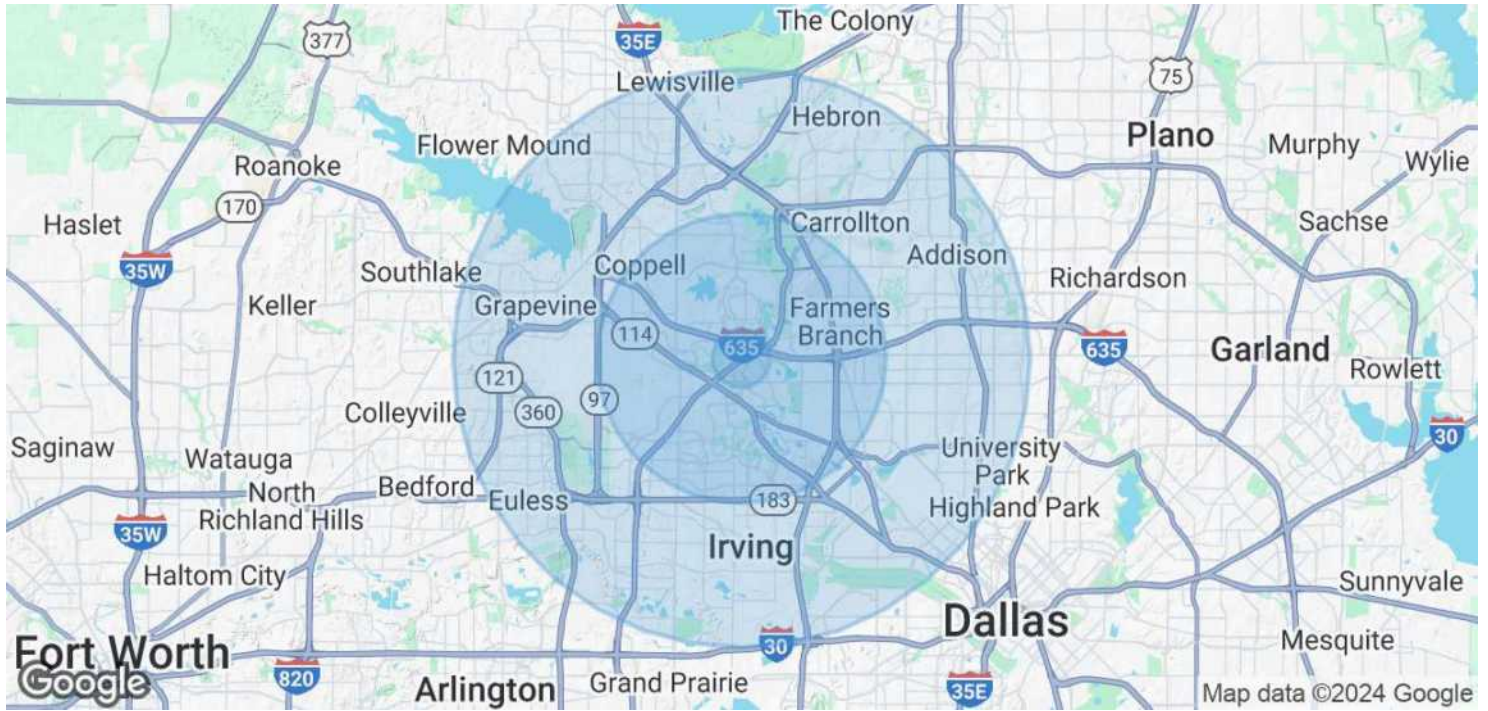 The Colony
377
35E
75
Lewisville
Hebron
Flower Mound
Plano
Murphy
Wylie
Roanoke
170
Haslet
Sachse
Carrollton
Addison
35W
Southlake
Coppell
Richardson
Keller
Grapevine
Farmers
Branch
114
635
635
Garland
Rowlett
121
97
360
Colleyville
30
Saginaw
Watauga
University
Park
North
Richland Hills
Bedford
Euless
183
Highland Park
35W
Irving
Haltom City
Sunnyvale
Dallas
Fort Worth
30
Mesquite
820
Arlington
Grand Prairie
35E
Google
Map data ©2024 Google